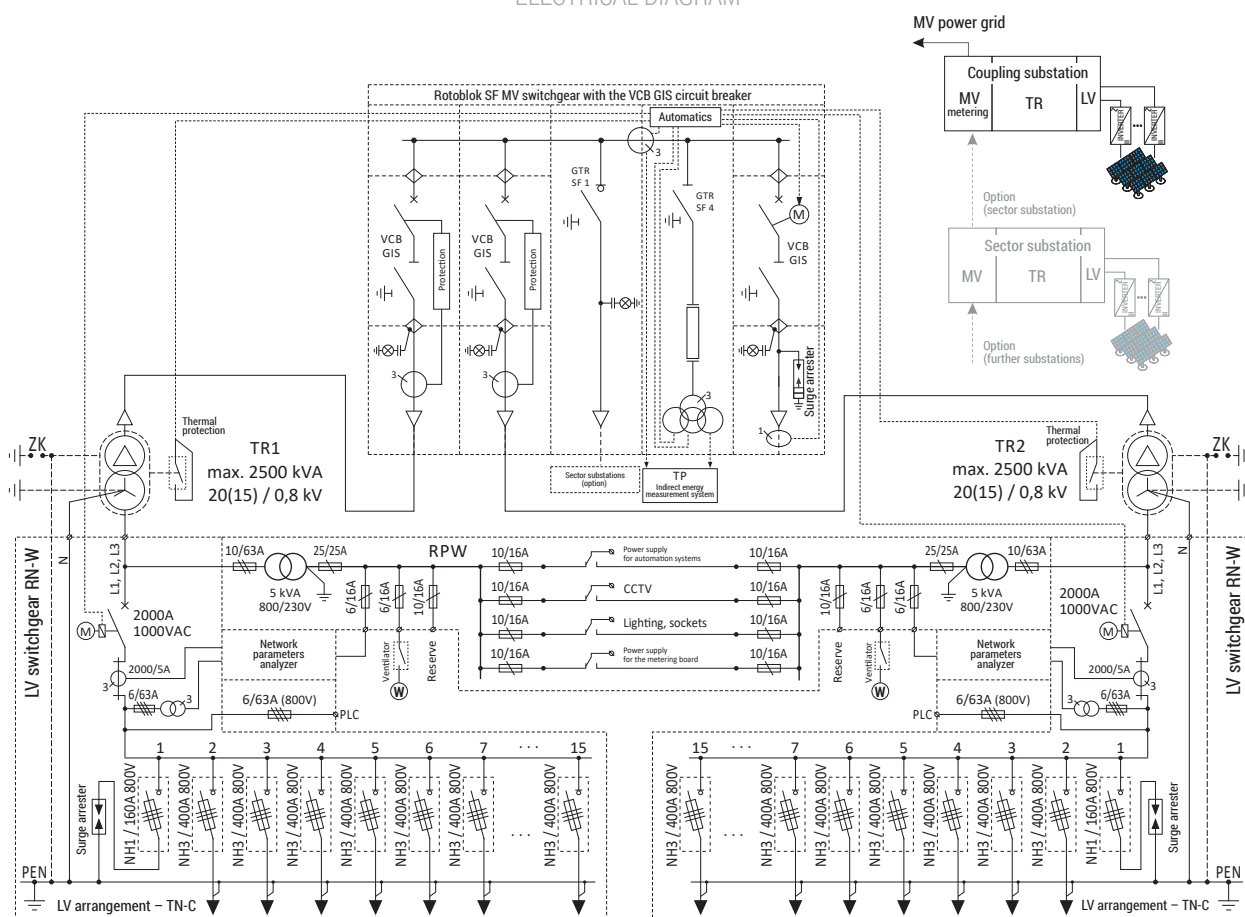 ELECTRICAL DIAGRAM
MV power grid
Coupling substation
MV
metering
TR
LV
INVERTER
...
INVERTER
Option
(sector substation)
Sector substation
MV
TR
LV
INVERTER
...
INVERTER
Option
(further substations)
Rotoblok SF MV switchgear with the VCB GIS circuit breaker
Automatics
3
GTR
SF 1
GTR
SF 4
M
VCB
GIS
VCB
GIS
VCB
GIS
Protection
Protection
3
3
3
1
Surge arrester
Sector substations
(option)
TP
Indirect energy
measurement system
ZK
Thermal
protection
TR1
max. 2500 kVA
20(15) / 0,8 kV
TR2
max. 2500 kVA
20(15) / 0,8 kV
Thermal
protection
ZK
LV switchgear RN-W
N
L1, L2, L3
10/63A
25/25A
5 kVA
800/230V
RPW
6/16A
6/16A
10/16A
10/16A
Power supply
for automation systems
10/16A
10/16A
CCTV
10/16A
10/16A
Lighting, sockets
10/16A
10/16A
Power supply
for the metering board
10/16A
10/16A
6/16A
6/16A
25/25A
10/63A
5 kVA
800/230V
L1, L2, L3
N
LV switchgear RN-W
M
2000A
1000VAC
Network
parameters
analyzer
Ventilator
W
Reserve
2000/5A
3
6/63A
3
6/63A (800V)
PLC
Reserve
Ventilator
W
Network
parameters
analyzer
2000A
1000VAC
M
2000/5A
3
3
6/63A
6/63A (800V)
PLC
1
2
3
4
5
6
7
...
15
15
...
7
6
5
4
3
2
1
Surge arrester
NH1 / 160A 800V
NH3 / 400A 800V
NH3 / 400A 800V
NH3 / 400A 800V
NH3 / 400A 800V
NH3 / 400A 800V
NH3 / 400A 800V
...
NH3 / 400A 800V
NH3 / 400A 800V
...
NH3 / 400A 800V
NH3 / 400A 800V
NH3 / 400A 800V
NH3 / 400A 800V
NH3 / 400A 800V
NH3 / 400A 800V
NH1 / 160A 800V
Surge arrester
PEN
LV arrangement – TN-C
PEN
LV arrangement – TN-C